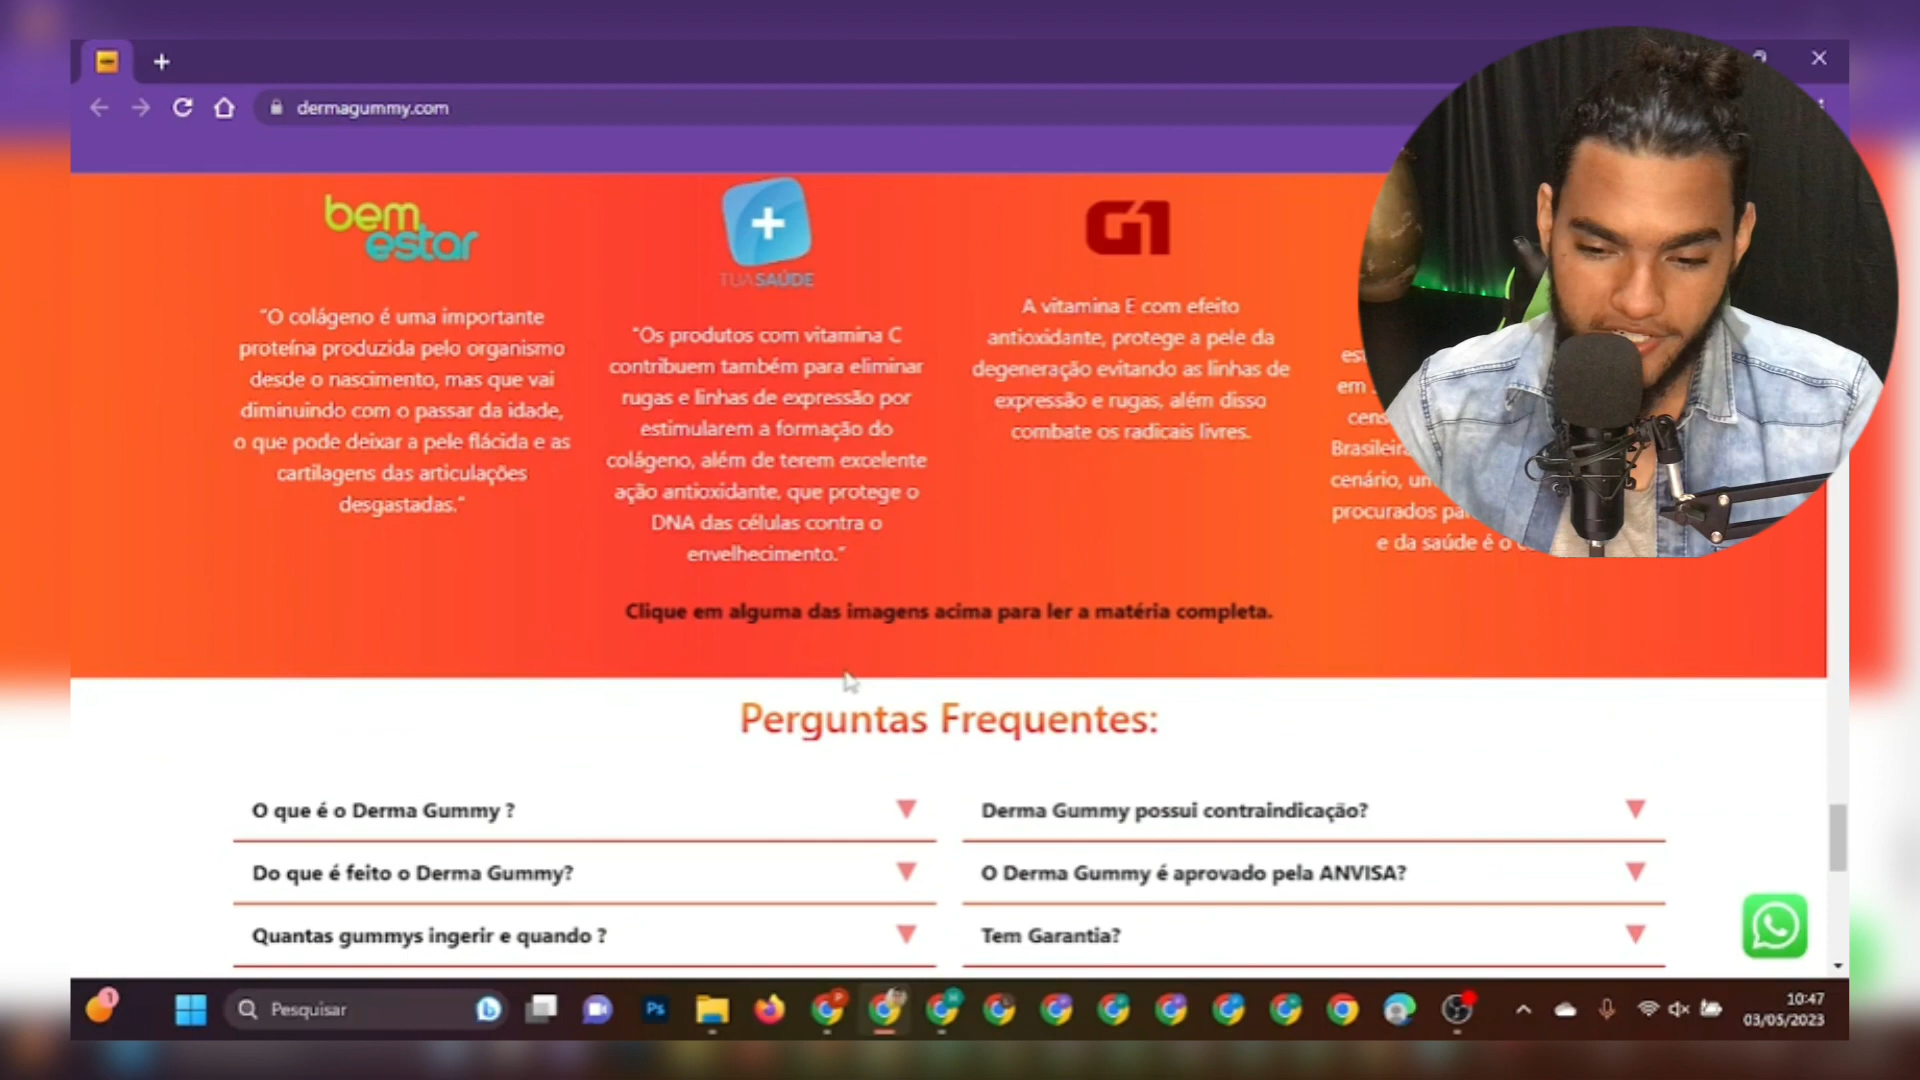 dermagummy.com
bem
estar
TUASAÚDE
G1
"O colágeno é uma importante
proteína produzida pelo organismo
desde o nascimento, mas que vai
diminuindo com o passar da idade,
o que pode deixar a pele flácida e as
cartilagens das articulações
desgastadas."
"Os produtos com vitamina C
contribuem também para eliminar
rugas e linhas de expressão por
estimularem a formação do
colágeno, além de terem excelente
ação antioxidante, que protege o
DNA das células contra o
envelhecimento."
A vitamina E com efeito
antioxidante, protege a pele da
degeneração evitando as linhas de
expressão e rugas, além disso
combate os radicais livres.
em
Brasileira
cenário,
procurados
e da saúde é o
Clique em alguma das imagens acima para ler a matéria completa.
Perguntas Frequentes:
O que é o Derma Gummy ?
Derma Gummy possui contraindicação?
Do que é feito o Derma Gummy?
O Derma Gummy é aprovado pela ANVISA?
Quantas gummys ingerir e quando ?
Tem Garantia?
1
Pesquisar
Ps
10:47
03/05/2023